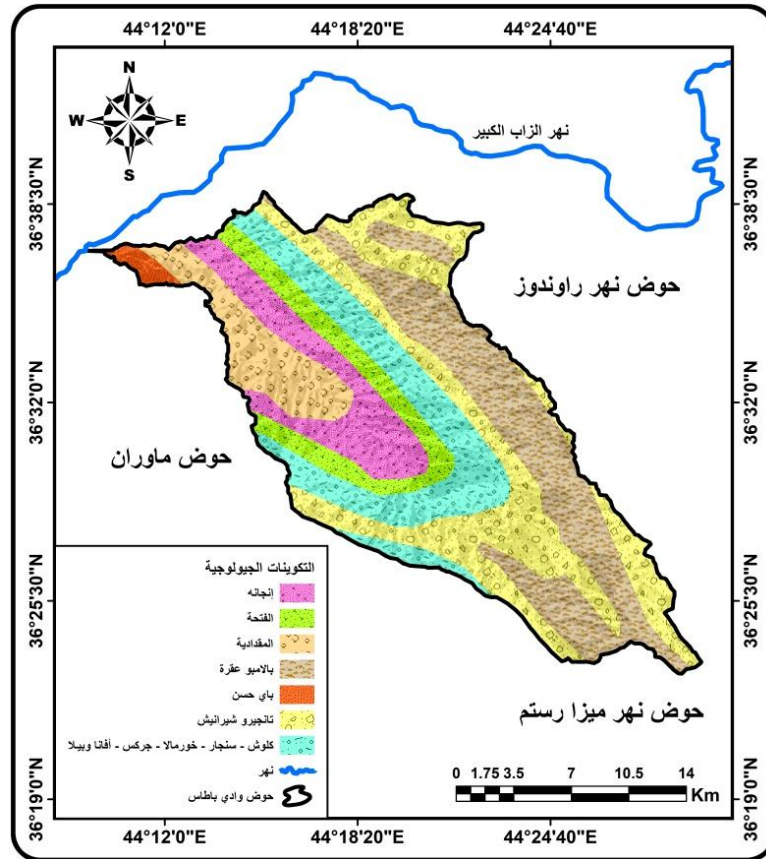 44°12'0"E 44°18'20"E 44°24'40"E
N
W E
S
نهر الزاب الكبير
36°38'30"N 36°38'30"N
حوض نهر راوندوز
36°32'0"N 36°32'0"N
حوض ماوران
التكوينات الجيولوجية
إنجانه
الفتحة
المقدادية
بالامبو عقرة
باي حسن
تانجيرو شيرانيش
كلوش - سنجار - خورمالا - جركس - أفانا وبيلا
نهر
حوض وادي باطاس
36°25'30"N 36°25'30"N
حوض نهر ميزا رستم
0 1.75 3.5 7 10.5 14
Km
36°19'0"N 36°19'0"N
44°12'0"E 44°18'20"E 44°24'40"E